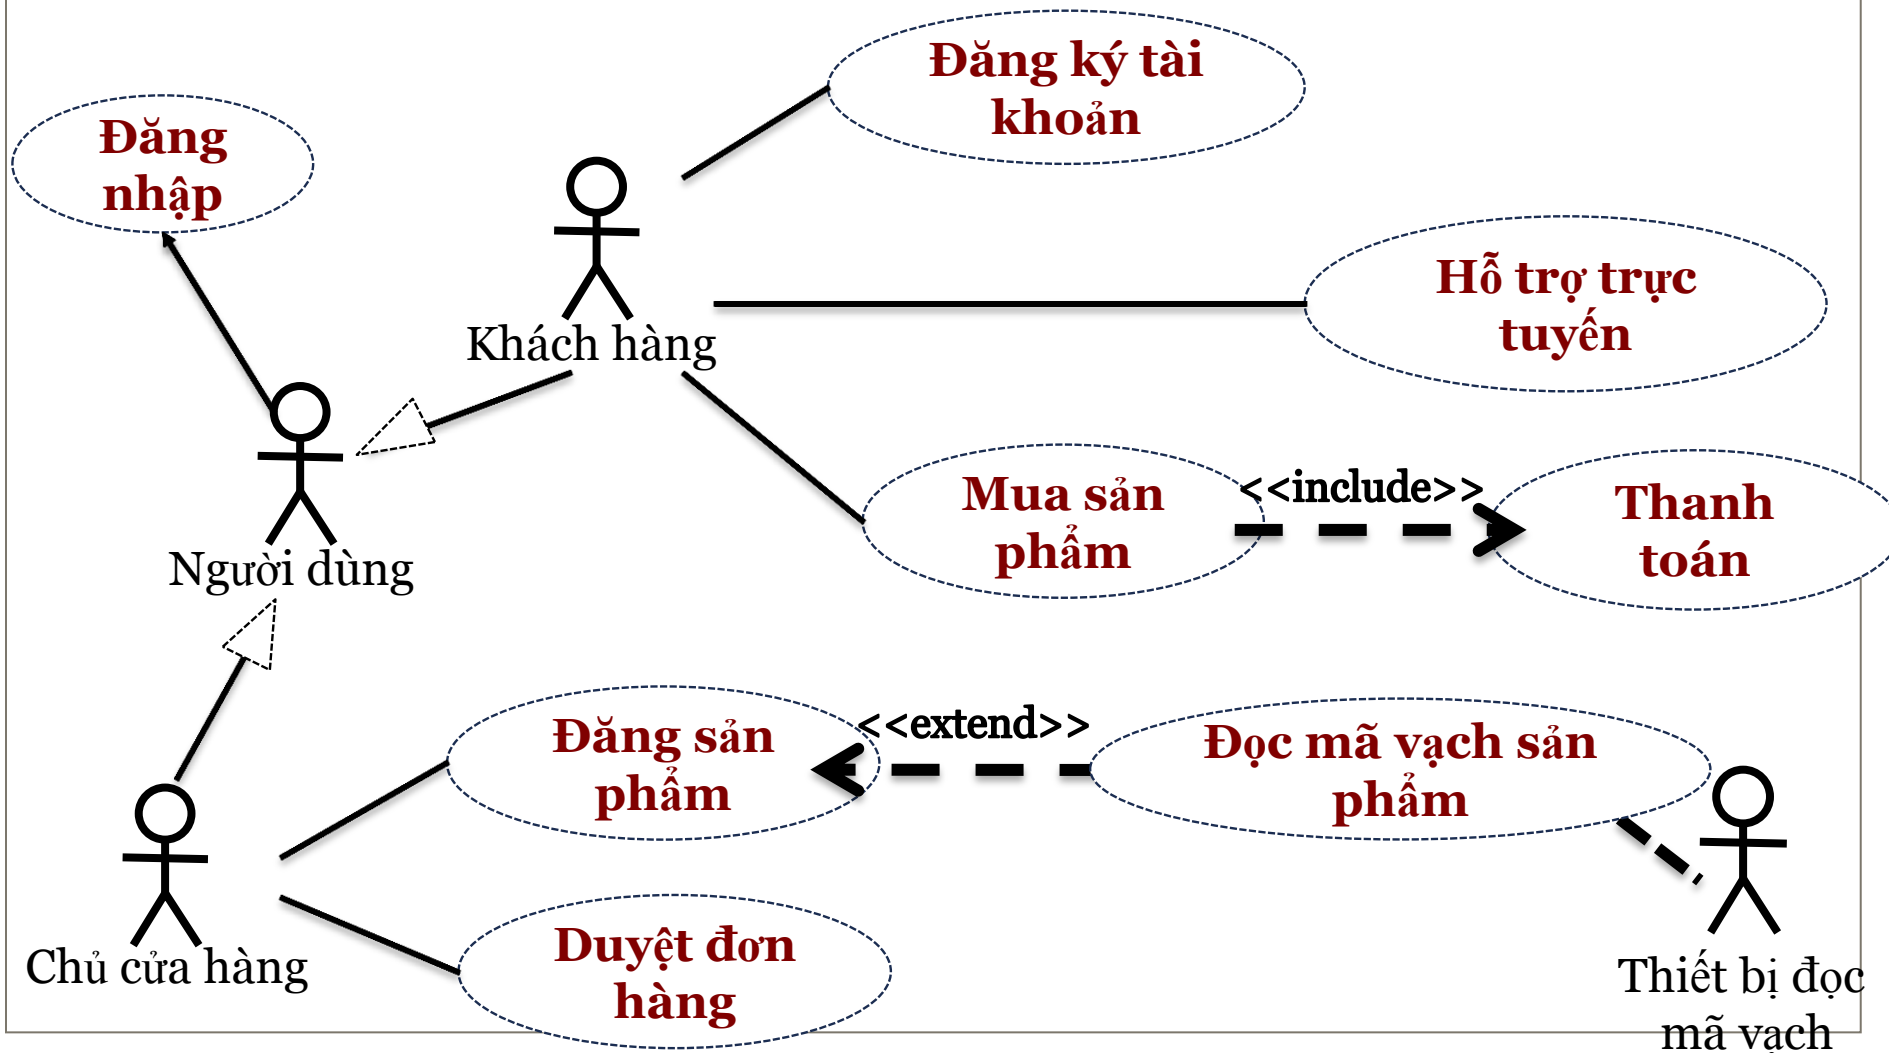 Đăng ký tài
khoản
Đăng
nhập
Hỗ trợ trực
tuyến
Khách hàng
Mua sản
phẩm
<<include>>
Thanh
toán
Người dùng
Đăng sản
phẩm
<<extend>>
Đọc mã vạch sản
phẩm
Chủ cửa hàng
Duyệt đơn
hàng
Thiết bị đọc
mã vạch